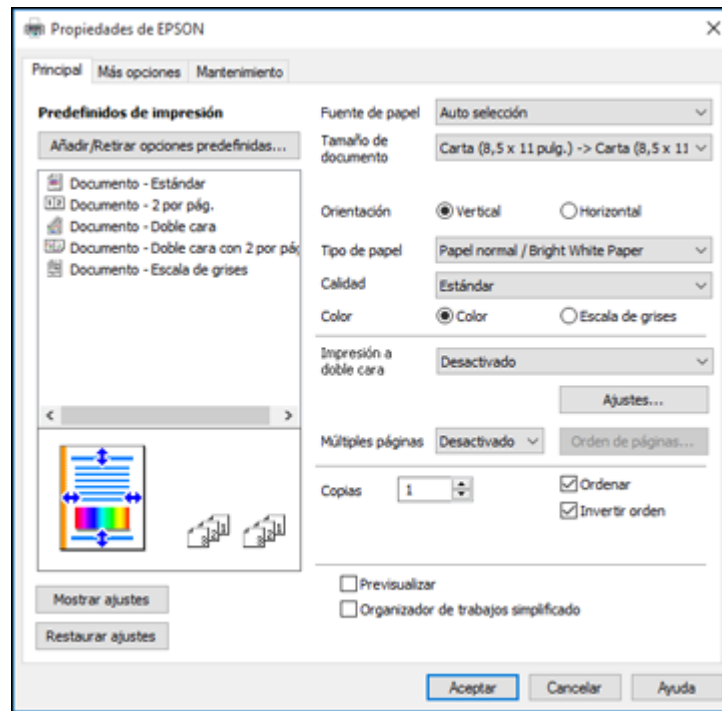 Propiedades de EPSON
Principal Más opciones Mantenimiento
Predefinidos de impresión
Añadir/Retirar opciones predefinidas...
Documento - Estándar
Documento - 2 por pág.
Documento - Doble cara
Documento - Doble cara con 2 por pág
Documento - Escala de grises
Mostrar ajustes
Restaurar ajustes
Fuente de papel Auto selección
Tamaño de
documento
Carta (8,5 x 11 pulg.) -> Carta (8,5 x 11
Orientación Vertical Horizontal
Tipo de papel Papel normal / Bright White Paper
Calidad Estándar
Color Color Escala de grises
Impresión a
doble cara
Desactivado
Ajustes...
Múltiples páginas Desactivado Orden de páginas...
Copias 1 Ordenar
Invertir orden
Previsualizar
Organizador de trabajos simplificado
Aceptar Cancelar Ayuda